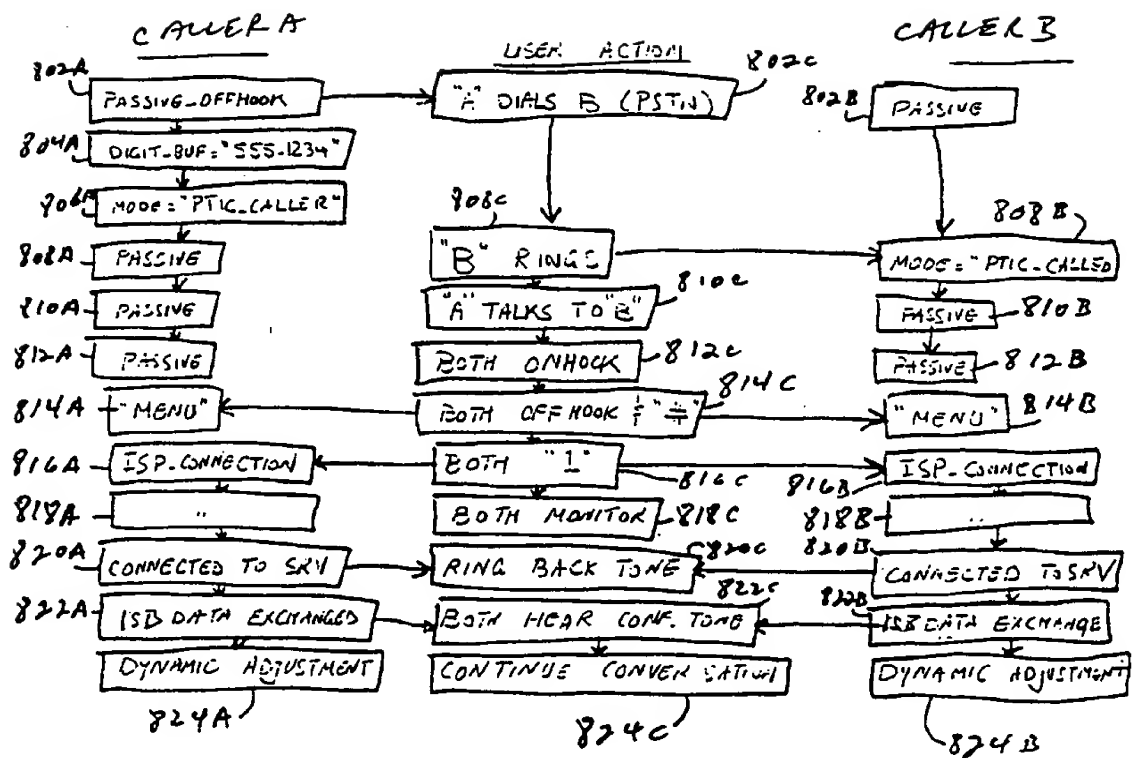 CALLER A
USER ACTION
CALLER B
802A
PASSIVE_OFFHOOK
"A" DIALS B (PSTN)
802C
802B
PASSIVE
804A
DIGIT_BUF="555-1234"
806A
MODE="PTIC_CALLER"
808A
PASSIVE
808C
"B" RINGS
808B
MODE="PTIC_CALLED
810A
PASSIVE
"A" TALKS TO "B"
810C
PASSIVE
810B
812A
PASSIVE
BOTH ONHOOK
812C
PASSIVE
812B
814A
"MENU"
BOTH OFFHOOK & "#"
814C
"MENU"
814B
816A
ISP_CONNECTION
BOTH "1"
816C
ISP_CONNECTION
816B
818A
..
BOTH MONITOR
818C
818B
..
820A
CONNECTED TO SRV
RING BACK TONE
820C
820B
CONNECTED TO SRV
822A
ISB DATA EXCHANGED
BOTH HEAR CONF. TONE
822C
822B
ISB DATA EXCHANGE
DYNAMIC ADJUSTMENT
CONTINUE CONVERSATION
DYNAMIC ADJUSTMENT
824A
824C
824B